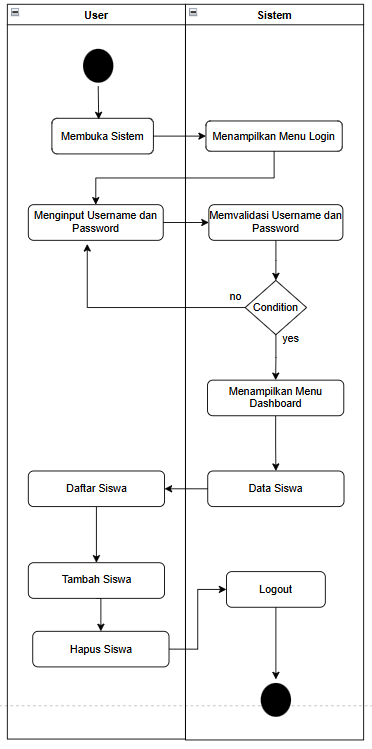 User
Sistem
Membuka Sistem
Menampilkan Menu Login
Menginput Username dan
Password
Memvalidasi Username dan
Password
no
Condition
yes
Menampilkan Menu
Dashboard
Daftar Siswa
Data Siswa
Tambah Siswa
Logout
Hapus Siswa